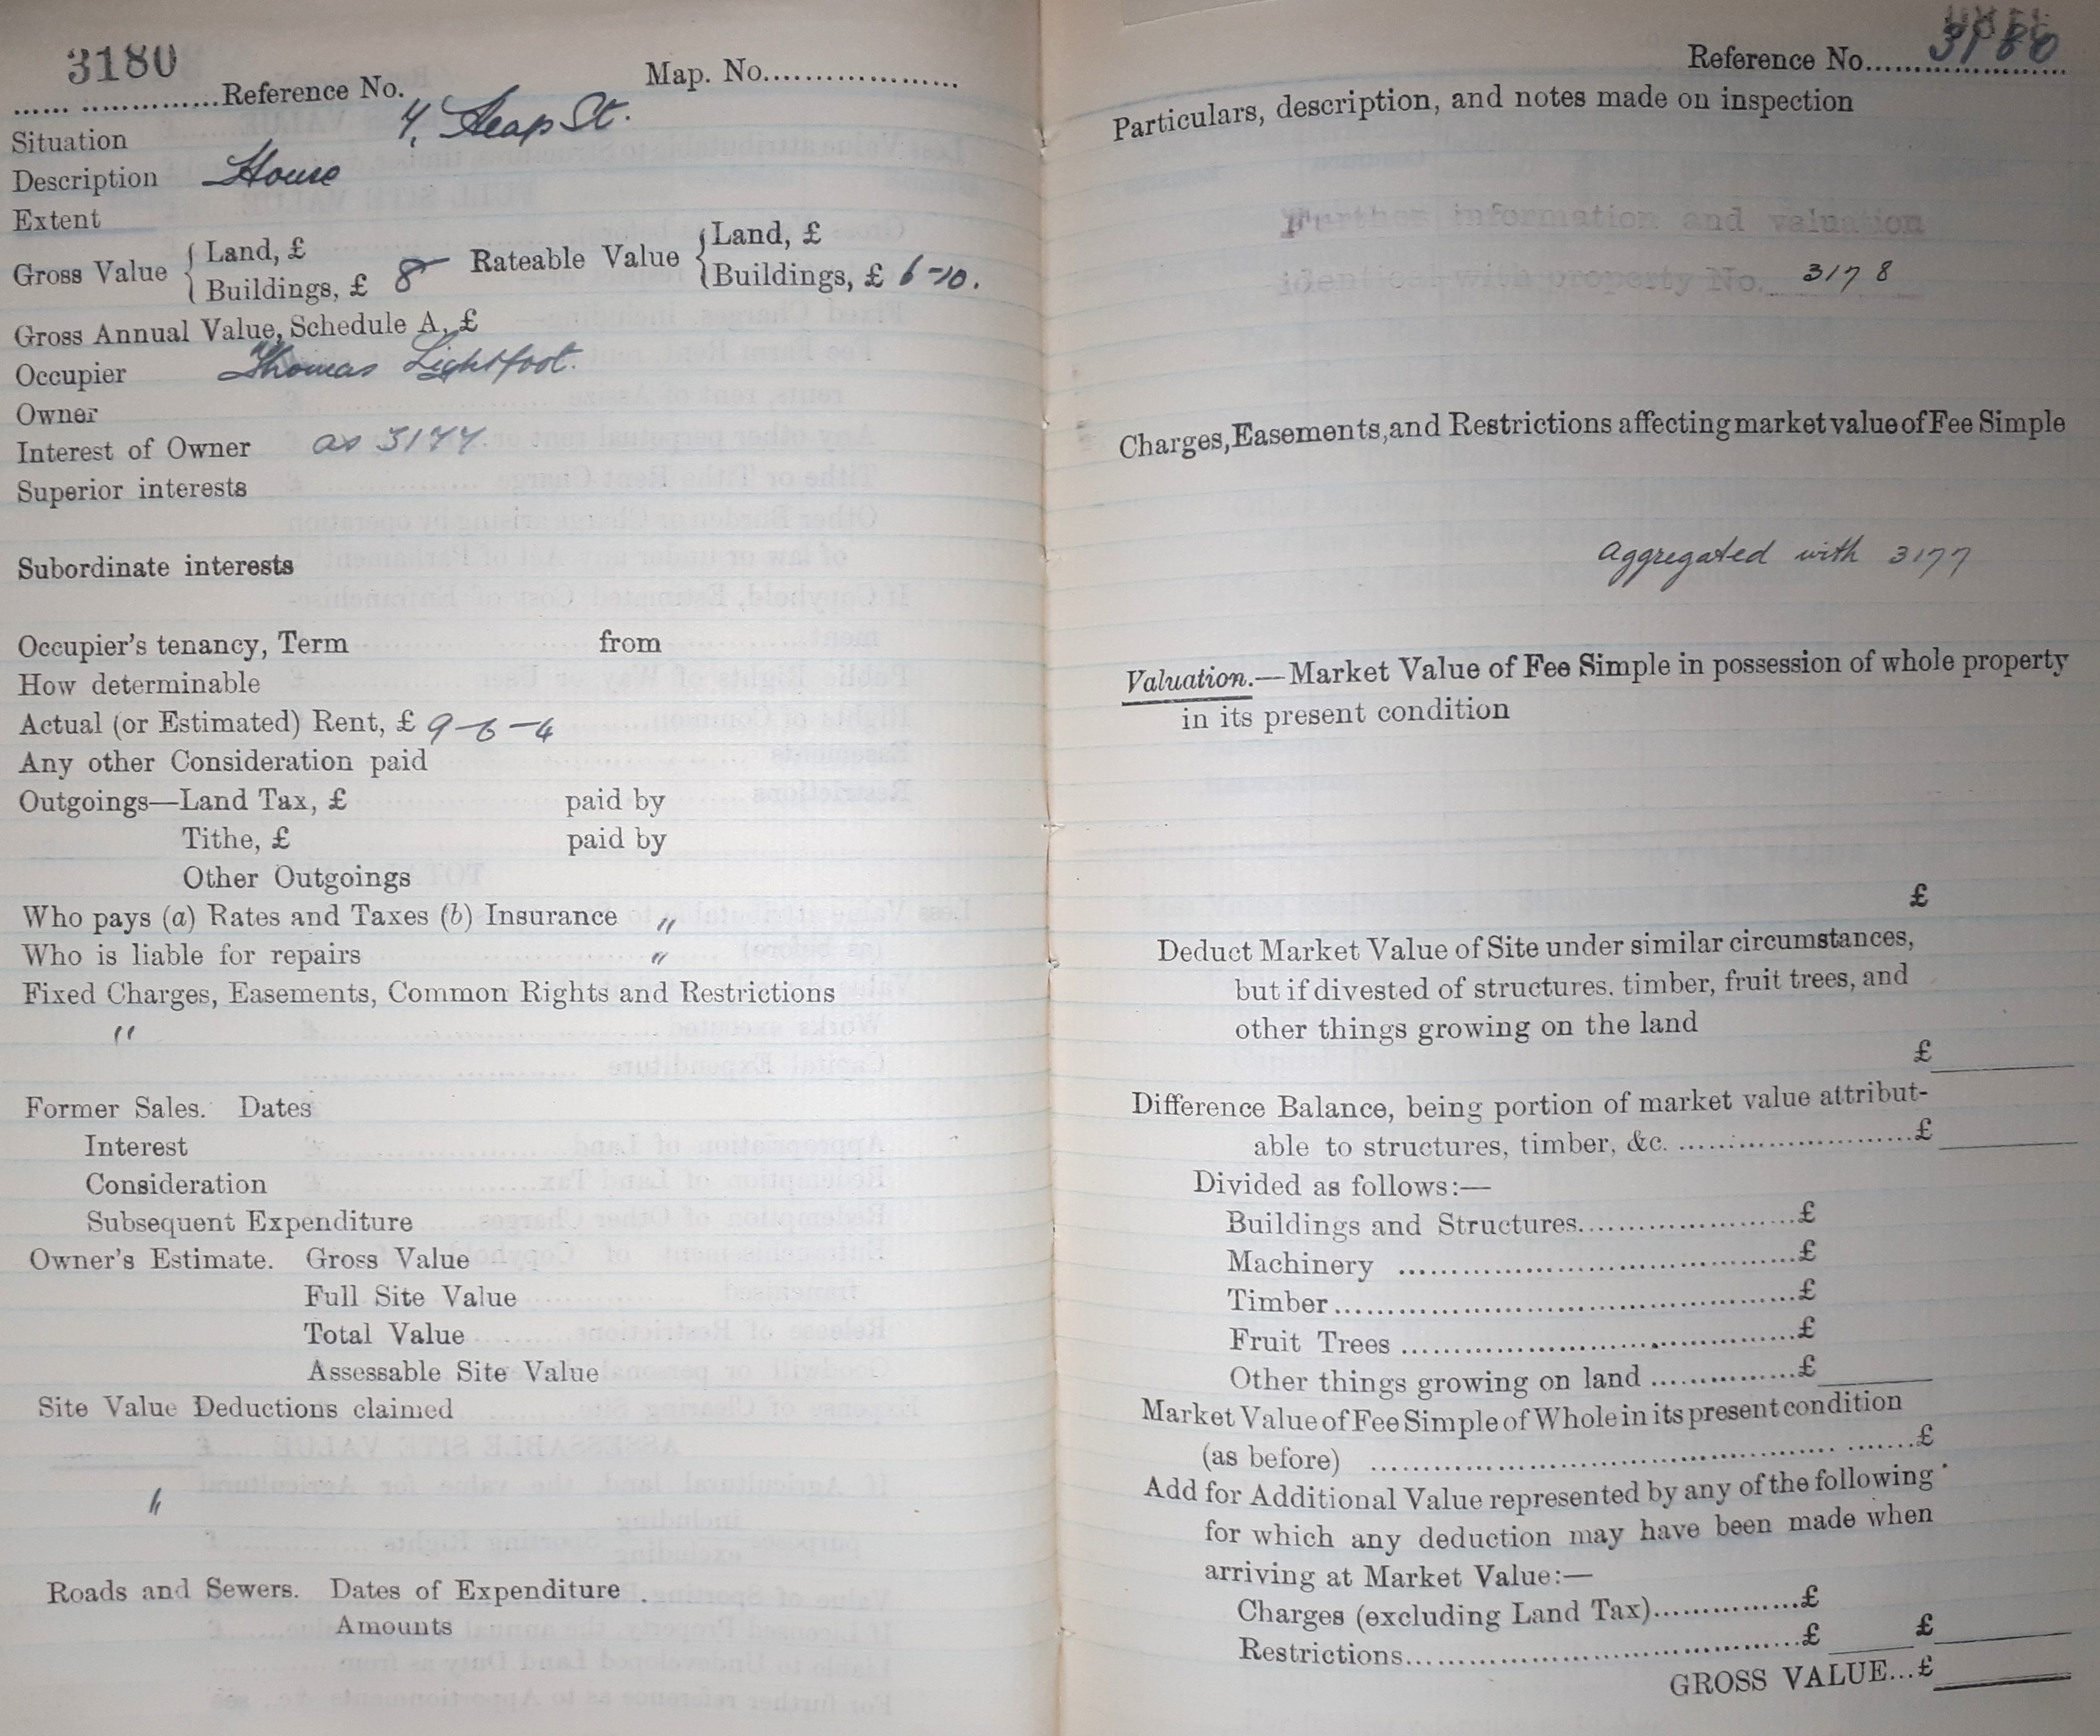 3180
Reference No.
Map. No.
Situation 4, Heap St.
Description House
Extent
Gross Value { Land, £
Buildings, £ 8 –
Rateable Value { Land, £
Buildings, £ 6-10.
Gross Annual Value, Schedule A, £
Occupier Thomas Lightfoot.
Owner
Interest of Owner as 3177.
Superior interests
Subordinate interests
Occupier's tenancy, Term from
How determinable
Actual (or Estimated) Rent, £ 9-6-4
Any other Consideration paid
Outgoings—Land Tax, £ paid by
Tithe, £ paid by
Other Outgoings
Who pays (a) Rates and Taxes (b) Insurance "
Who is liable for repairs "
Fixed Charges, Easements, Common Rights and Restrictions
"
Former Sales. Dates
Interest
Consideration
Subsequent Expenditure
Owner's Estimate. Gross Value
Full Site Value
Total Value
Assessable Site Value
Site Value Deductions claimed
"
Roads and Sewers. Dates of Expenditure
Amounts
Reference No. 3180
Particulars, description, and notes made on inspection
Further information and valuation
identical with property No. 3178
Charges, Easements, and Restrictions affecting market value of Fee Simple
Aggregated with 3177
Valuation.—Market Value of Fee Simple in possession of whole property
in its present condition
£
Deduct Market Value of Site under similar circumstances,
but if divested of structures. timber, fruit trees, and
other things growing on the land
£
Difference Balance, being portion of market value attribut-
able to structures, timber, &c. £
Divided as follows:—
Buildings and Structures £
Machinery £
Timber £
Fruit Trees £
Other things growing on land £
Market Value of Fee Simple of Whole in its present condition
(as before) £
Add for Additional Value represented by any of the following
for which any deduction may have been made when
arriving at Market Value:—
Charges (excluding Land Tax) £
Restrictions £ £
GROSS VALUE...£